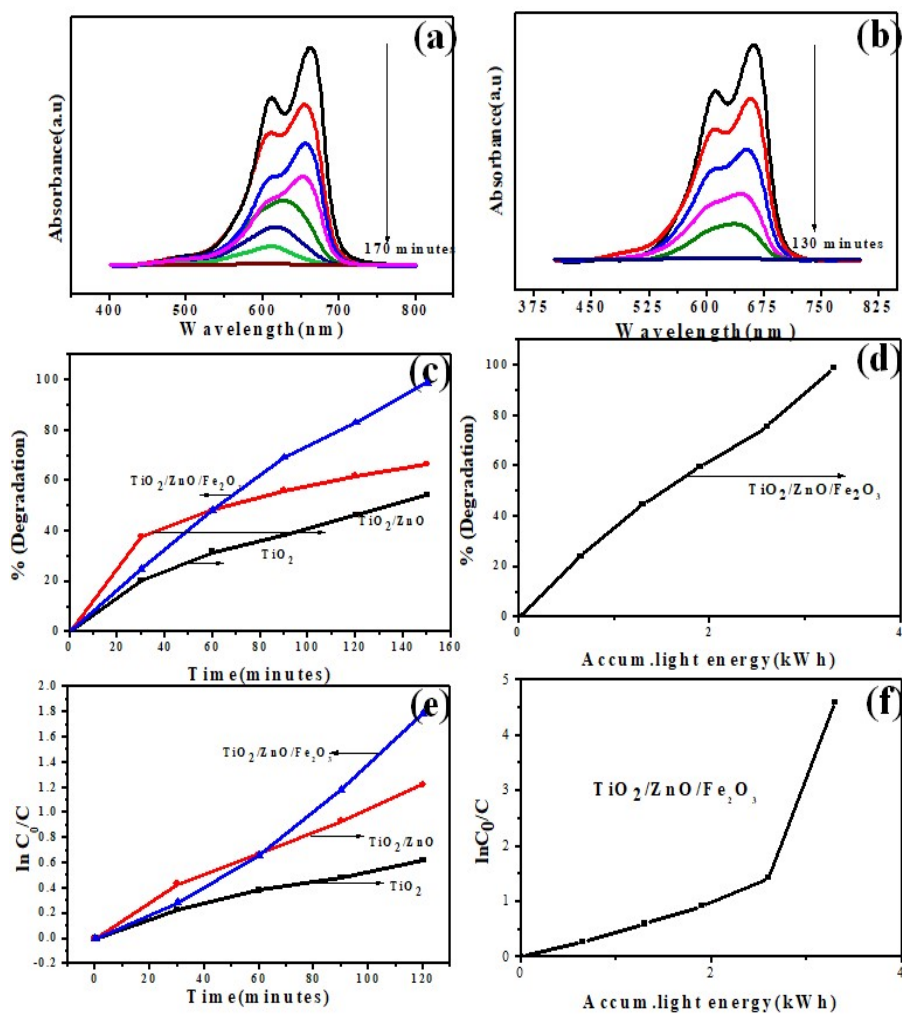 (a)
Absorbance(a.u)
170 minutes
400 500 600 700 800
Wavelength(nm)
(b)
Absorbance(a.u
130 minutes
375 450 525 600 675 750 825
Wavelength(nm)
(c)
% (Degradation)
100
80
60
40
20
0
TiO2/ZnO/Fe2O3
TiO2/ZnO
TiO2
0 20 40 60 80 100 120 140 160
Time(minutes)
(d)
% (Degradation)
100
80
60
40
20
0
TiO2/ZnO/Fe2O3
0 2 4
Accum.light energy(kWh)
(e)
ln C0/C
2.0
1.8
1.6
1.4
1.2
1.0
0.8
0.6
0.4
0.2
0.0
-0.2
TiO2/ZnO/Fe2O3
TiO2/ZnO
TiO2
0 20 40 60 80 100 120
Time(minutes)
(f)
lnC0/C
5
4
3
2
1
0
TiO2/ZnO/Fe2O3
0 2 4
Accum.light energy(kWh)